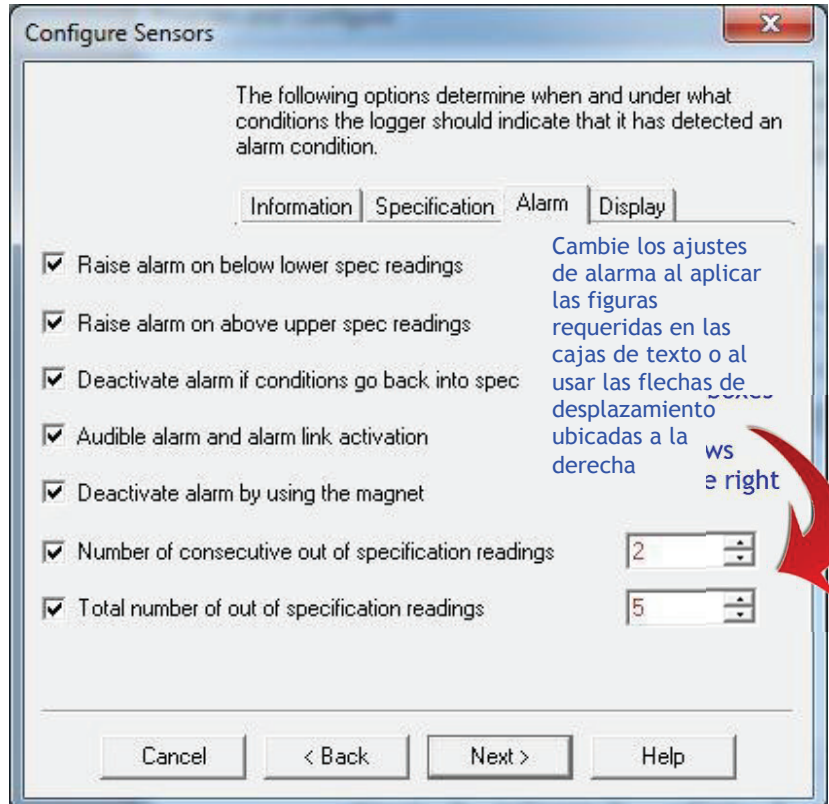 Configure Sensors
The following options determine when and under what
conditions the logger should indicate that it has detected an
alarm condition.
Information Specification Alarm Display
Raise alarm on below lower spec readings
Raise alarm on above upper spec readings
Deactivate alarm if conditions go back into spec
Audible alarm and alarm link activation
Deactivate alarm by using the magnet
Cambie los ajustes
de alarma al aplicar
las figuras
requeridas en las
cajas de texto o al
usar las flechas de
desplazamiento
ubicadas a la
derecha
ws
e right
Number of consecutive out of specification readings 2
Total number of out of specification readings 5
Cancel < Back Next > Help